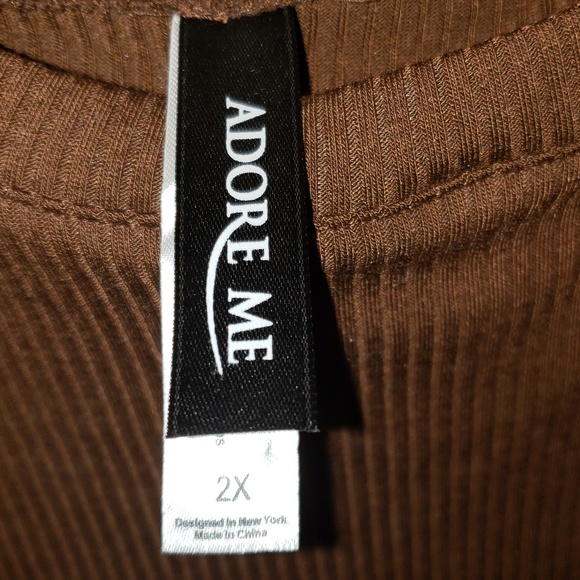 ADORE ME
2X
Designed In New York
Made In China